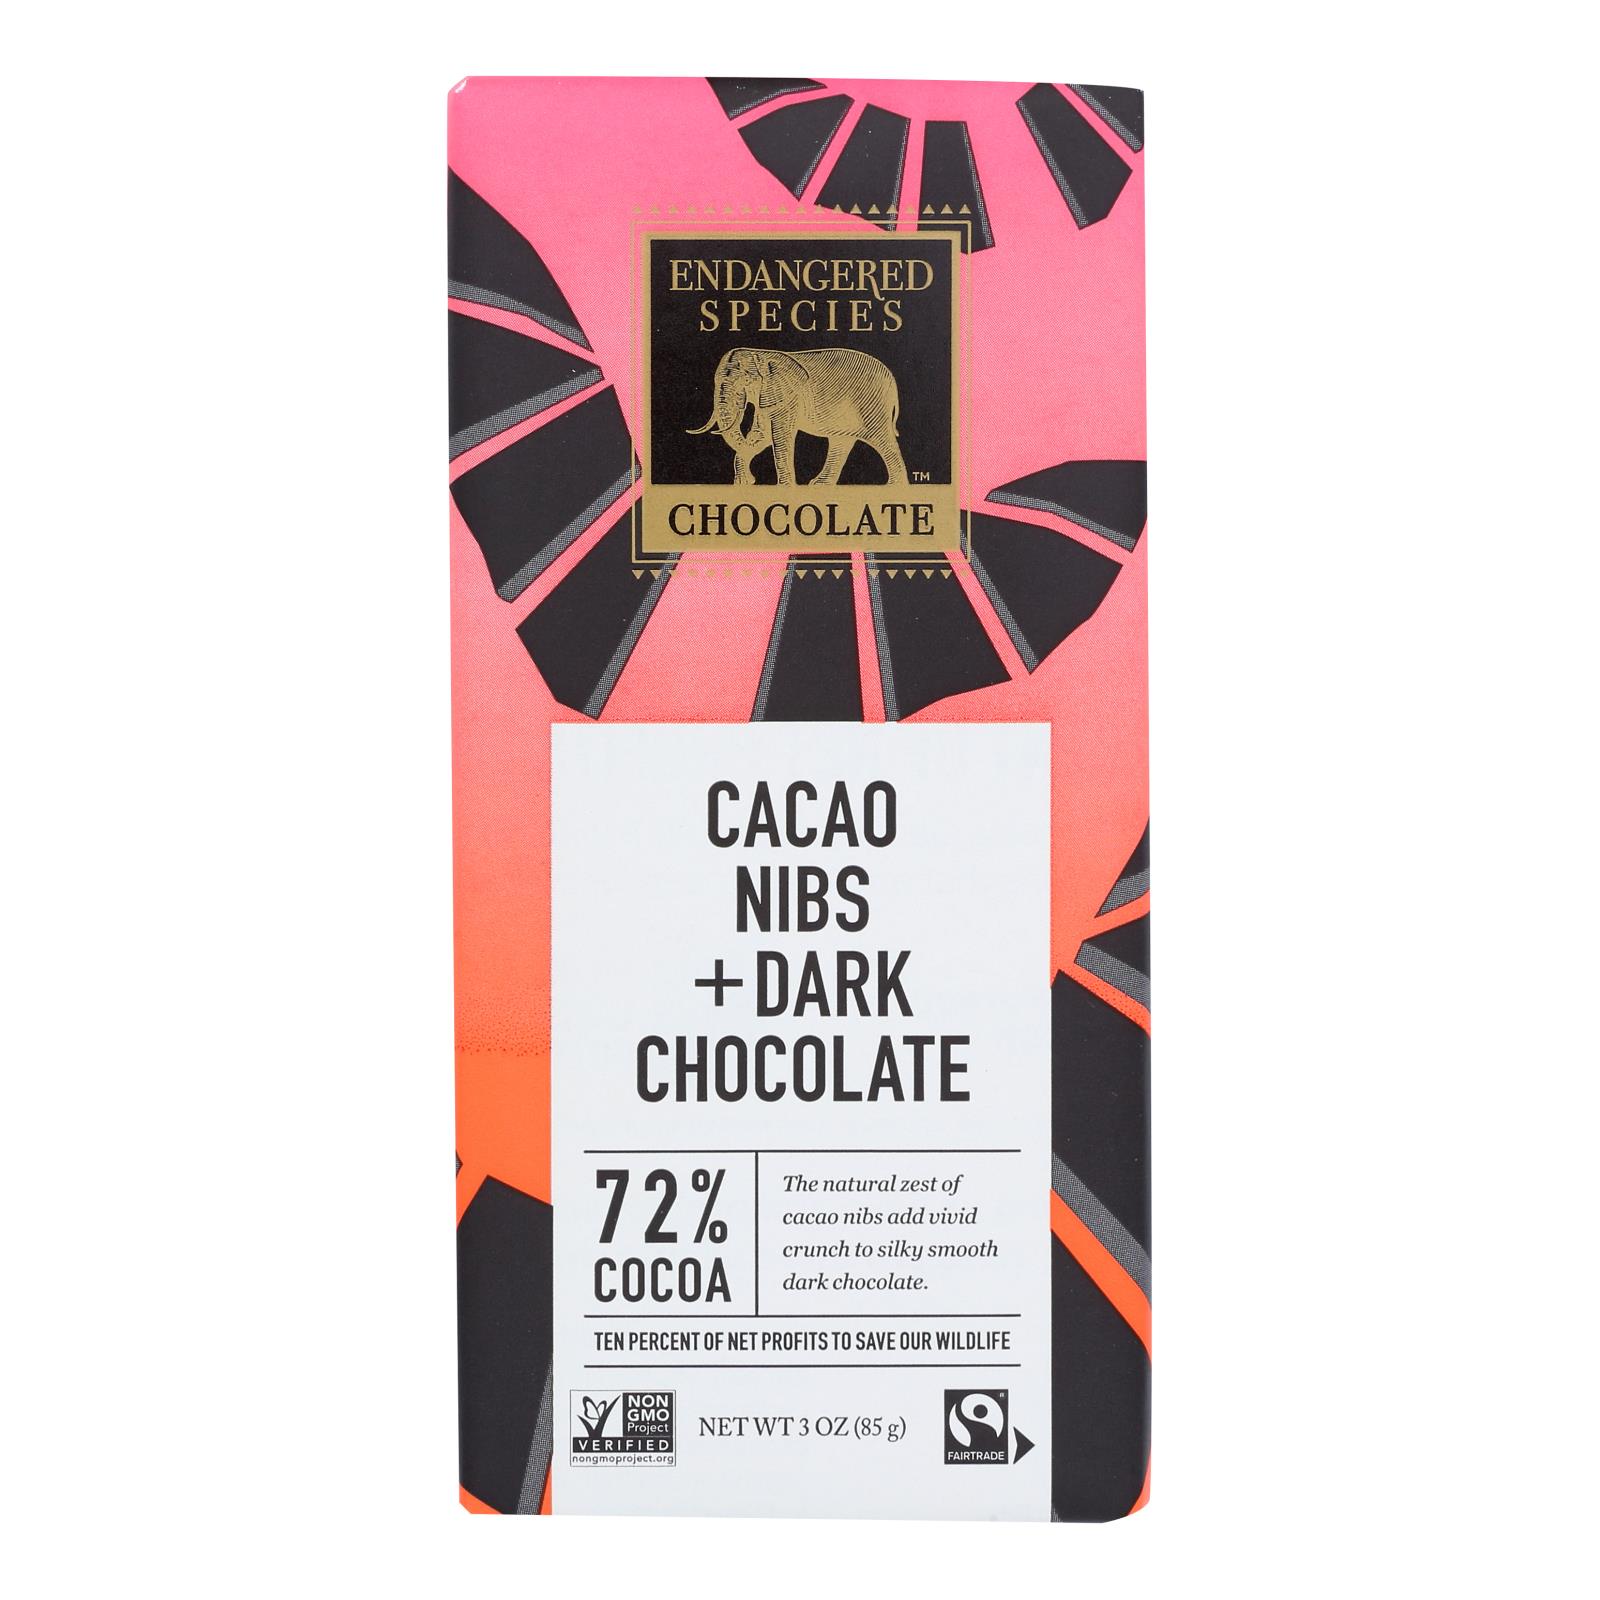 ENDANGERED
SPECIES
TM
CHOCOLATE
CACAO
NIBS
+DARK
CHOCOLATE
72%
COCOA
The natural zest of
cacao nibs add vivid
crunch to silky smooth
dark chocolate.
TEN PERCENT OF NET PROFITS TO SAVE OUR WILDLIFE
NON
GMO
Project
VERIFIED
nongmoproject.org
NET WT 3 OZ (85 g)
®
FAIRTRADE